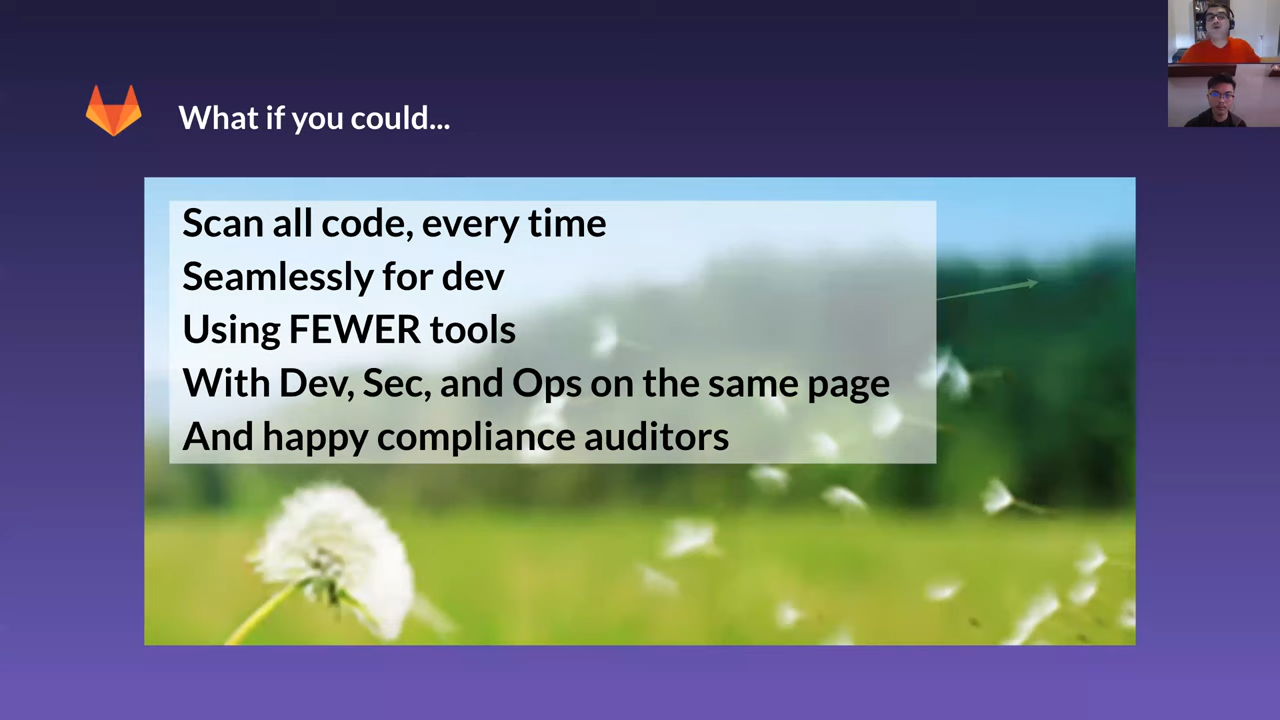 What if you could...
Scan all code, every time
Seamlessly for dev
Using FEWER tools
With Dev, Sec, and Ops on the same page
And happy compliance auditors